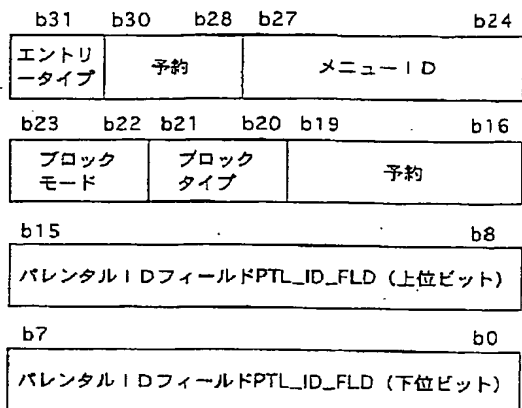 b31 b30 b28 b27 b24
エントリ
ータイプ 予約 メニューID
b23 b22 b21 b20 b19 b16
ブロック
モード ブロック
タイプ 予約
b15 b8
パレンタルIDフィールドPTL_ID_FLD (上位ビット)
b7 b0
パレンタルIDフィールドPTL_ID_FLD (下位ビット)